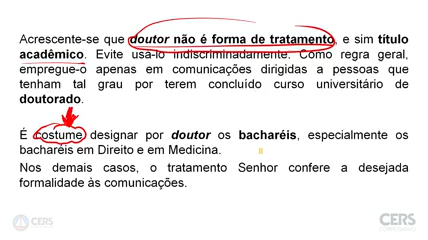 Acrescente-se que doutor não é forma de tratamento, e sim título
acadêmico. Evite usá-lo indiscriminadamente. Como regra geral,
empregue-o apenas em comunicações dirigidas a pessoas que
tenham tal grau por terem concluído curso universitário de
doutorado.
É costume designar por doutor os bacharéis, especialmente os
bacharéis em Direito e em Medicina.
Nos demais casos, o tratamento Senhor confere a desejada
formalidade às comunicações.
CERS
CERS